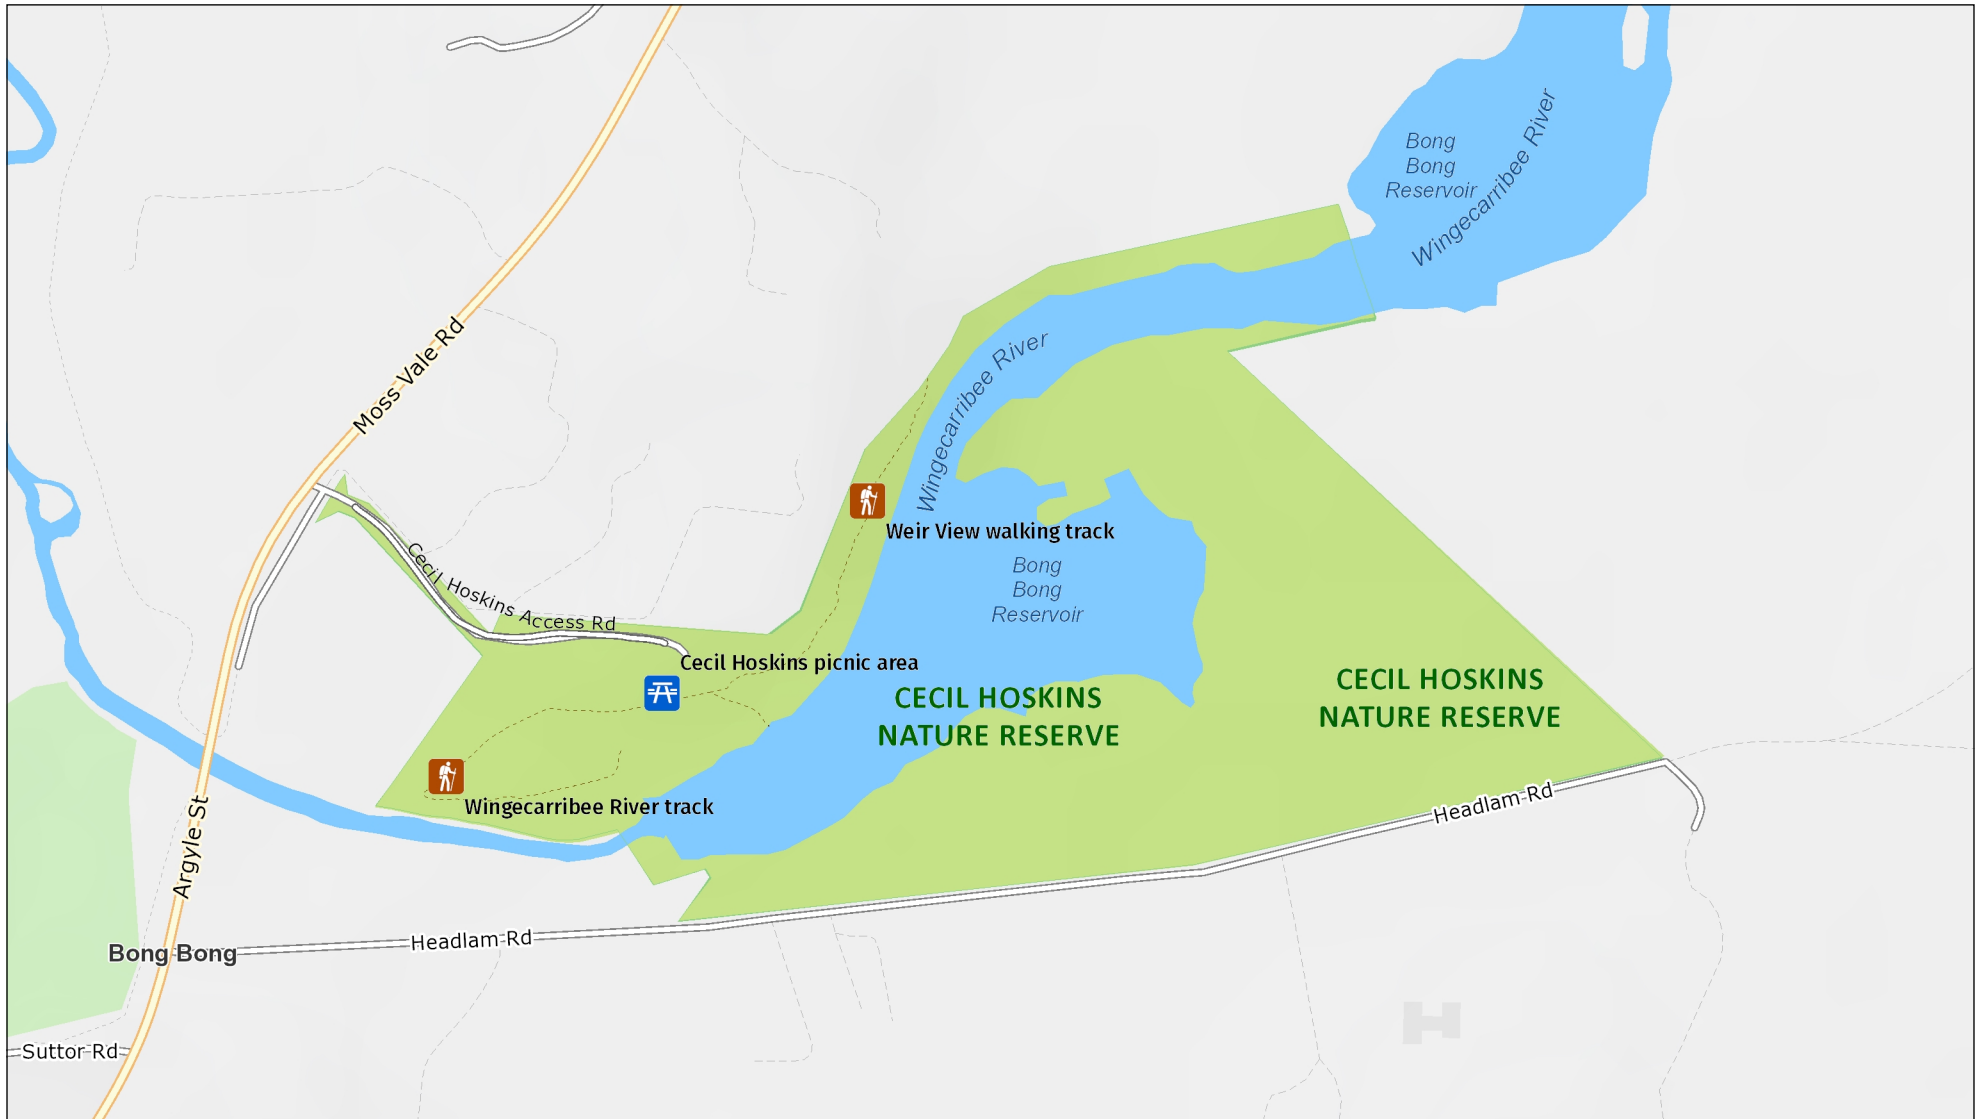 Bong
Bong
Reservoir
Wingecarribee River
Moss Vale Rd
Wingecarribee River
Weir View walking track
Bong
Bong
Reservoir
Cecil Hoskins Access Rd
Cecil Hoskins picnic area
CECIL HOSKINS
NATURE RESERVE
CECIL HOSKINS
NATURE RESERVE
Wingecarribee River track
Headlam Rd
Argyle St
Headlam Rd
Bong Bong
Suttor Rd